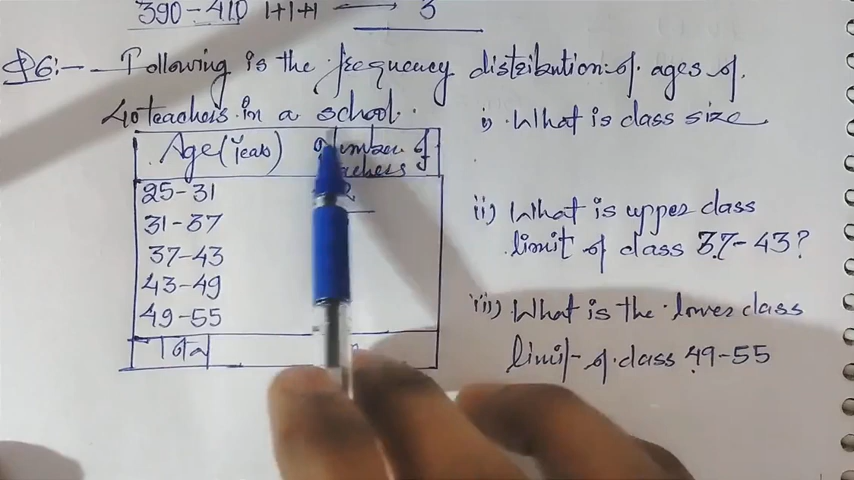 390-410 1+1+1 → 3
Q6:- Following is the frequency distribution of ages of
40 teachers in a school.
i) What is class size
Age (Years) Number of
25-31
31-37
37-43
43-49
49-55
ii) What is upper class
limit of class 37-43?
iii) What is the lower class
limit of class 49-55